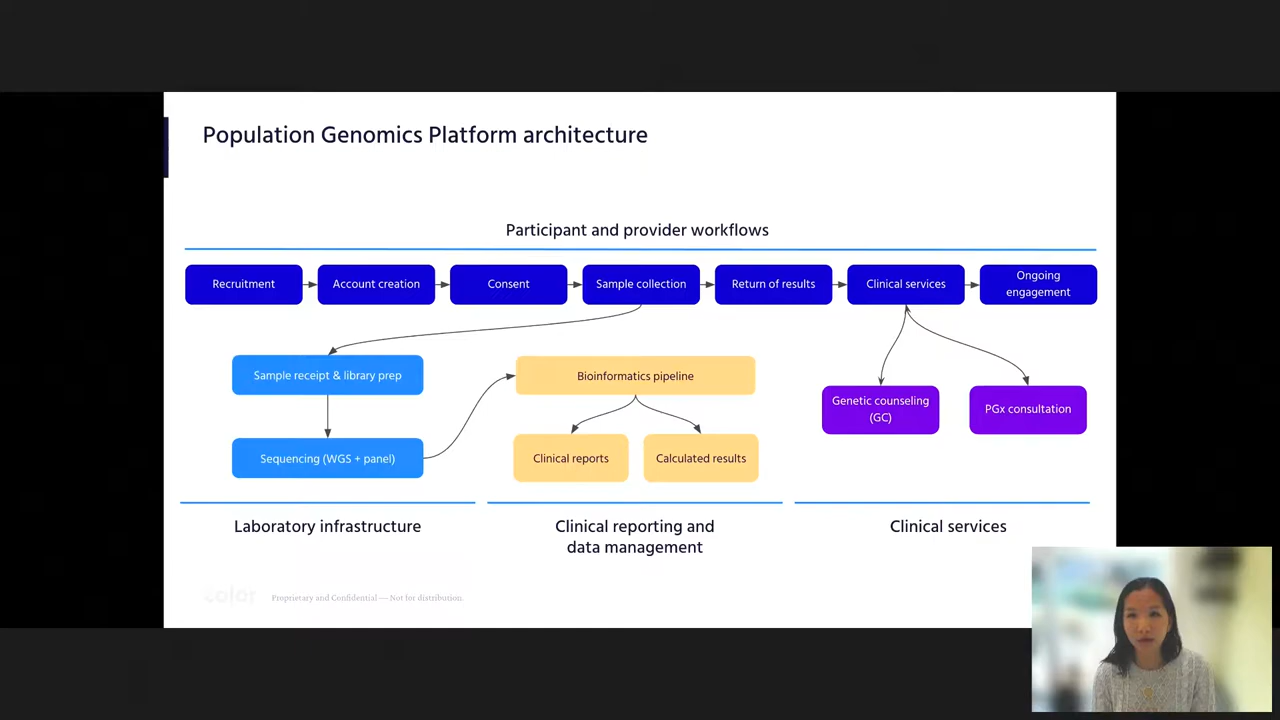 Population Genomics Platform architecture
Participant and provider workflows
Recruitment
Account creation
Consent
Sample collection
Return of results
Clinical services
Ongoing
engagement
Sample receipt & library prep
Bioinformatics pipeline
Genetic counseling
(GC)
PGx consultation
Sequencing (WGS + panel)
Clinical reports
Calculated results
Laboratory infrastructure
Clinical reporting and
data management
Clinical services
color
Proprietary and Confidential — Not for distribution.